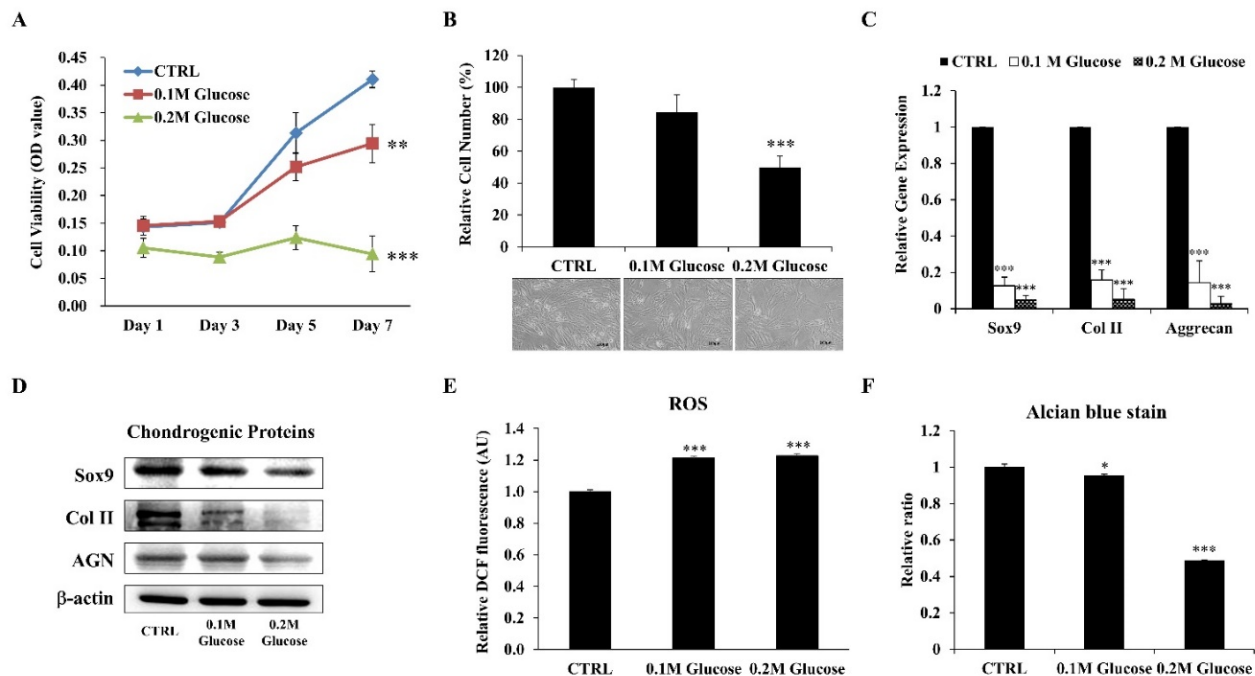 A
Cell Viability (OD value)
0.45
0.40
0.35
0.30
0.25
0.20
0.15
0.10
0.05
0.00
CTRL
0.1M Glucose
0.2M Glucose
**
***
Day 1 Day 3 Day 5 Day 7
B
Relative Cell Number (%)
120
100
80
60
40
20
0
***
CTRL 0.1M Glucose 0.2M Glucose
C
CTRL 0.1 M Glucose 0.2 M Glucose
Relative Gene Expression
1.2
1
0.8
0.6
0.4
0.2
0
*** *** *** *** *** ***
Sox9 Col II Aggrecan
D
Chondrogenic Proteins
Sox9
Col II
AGN
β-actin
CTRL 0.1M Glucose 0.2M Glucose
E
ROS
Relative DCF fluorescence (AU)
1.4
1.2
1.0
0.8
0.6
0.4
0.2
0.0
*** ***
CTRL 0.1M Glucose 0.2M Glucose
F
Alcian blue stain
Relative ratio
1.2
1
0.8
0.6
0.4
0.2
0
* ***
CTRL 0.1M Glucose 0.2M Glucose